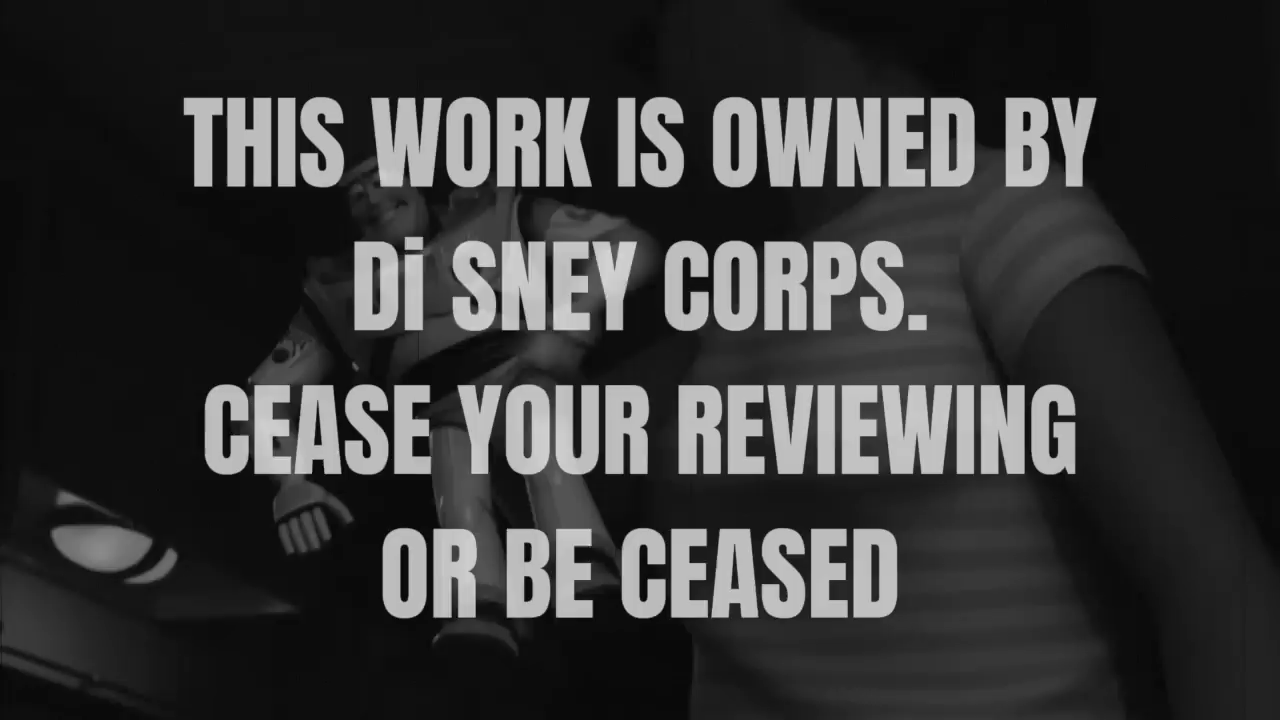 THIS WORK IS OWNED BY
Di SNEY CORPS.
CEASE YOUR REVIEWING
OR BE CEASED